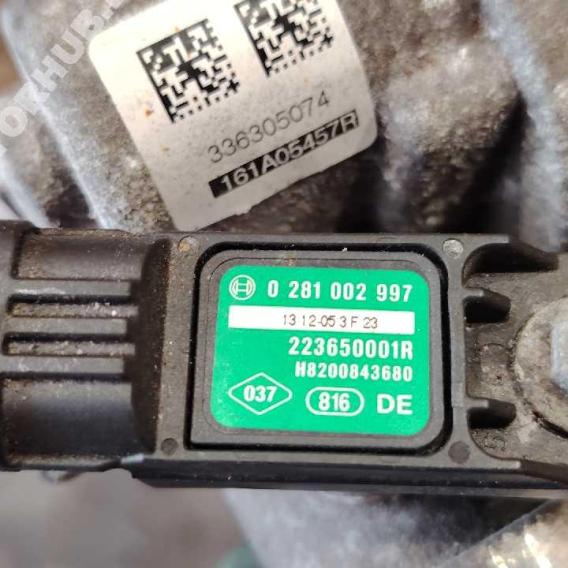 336305074
161A05457R
0 281 002 997
13 12-05 3 F 23
223650001R
H8200843680
037 816 DE